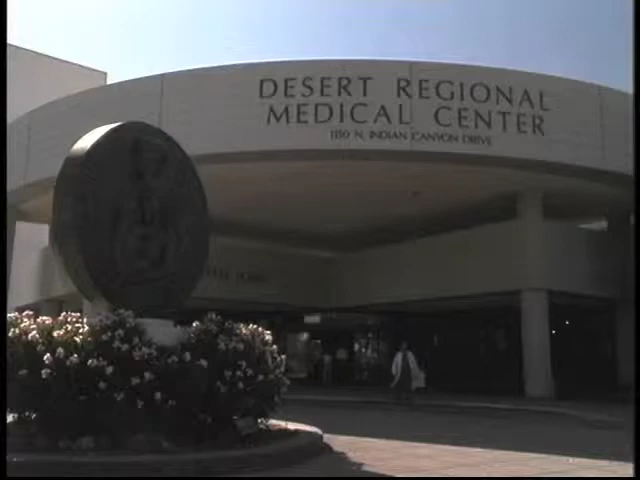 DESERT REGIONAL
MEDICAL CENTER
1150 N. INDIAN CANYON DRIVE